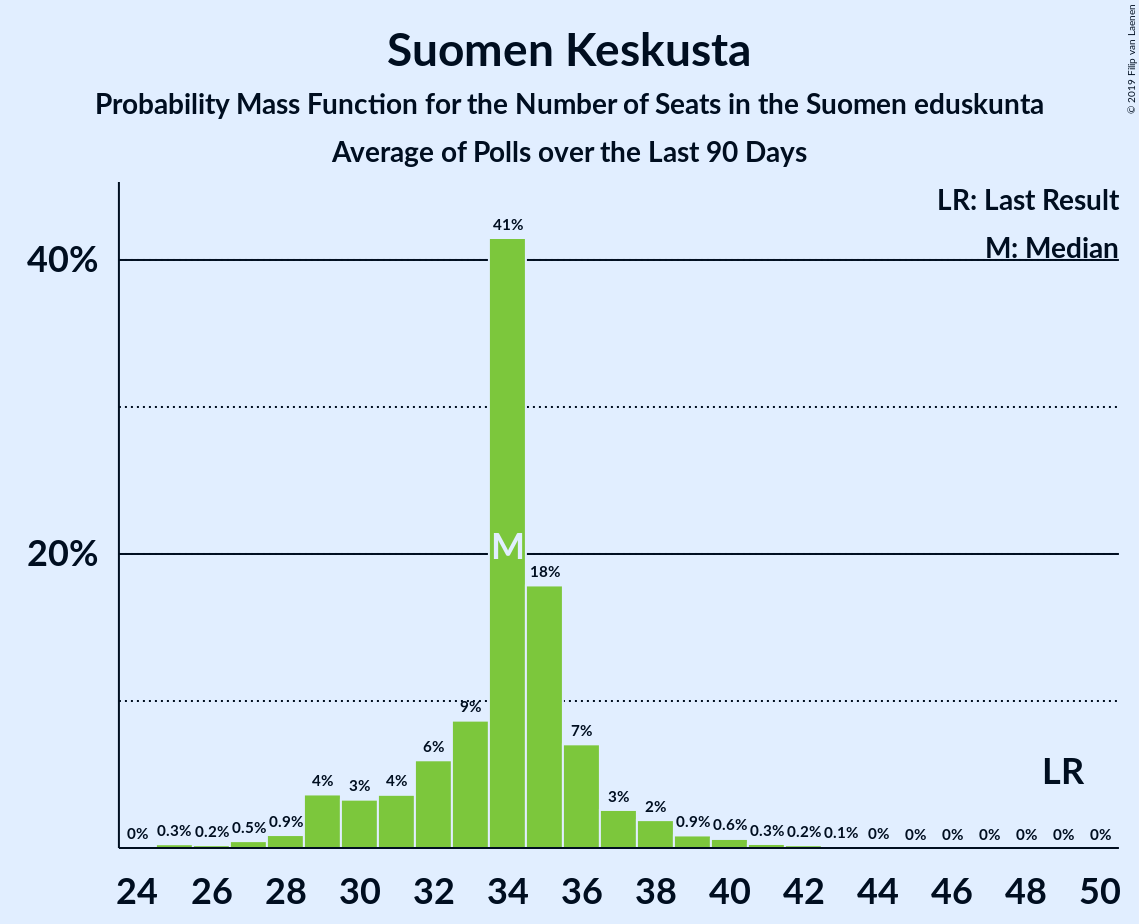 Suomen Keskusta
Probability Mass Function for the Number of Seats in the Suomen eduskunta
Average of Polls over the Last 90 Days
© 2019 Filip van Laenen
LR: Last Result
M: Median
40%
20%
0% 0.3% 0.2% 0.5% 0.9% 4% 3% 4% 6% 9% 41% 18% 7% 3% 2% 0.9% 0.6% 0.3% 0.2% 0.1% 0% 0% 0% 0% 0% 0% 0%
M
LR
24 26 28 30 32 34 36 38 40 42 44 46 48 50